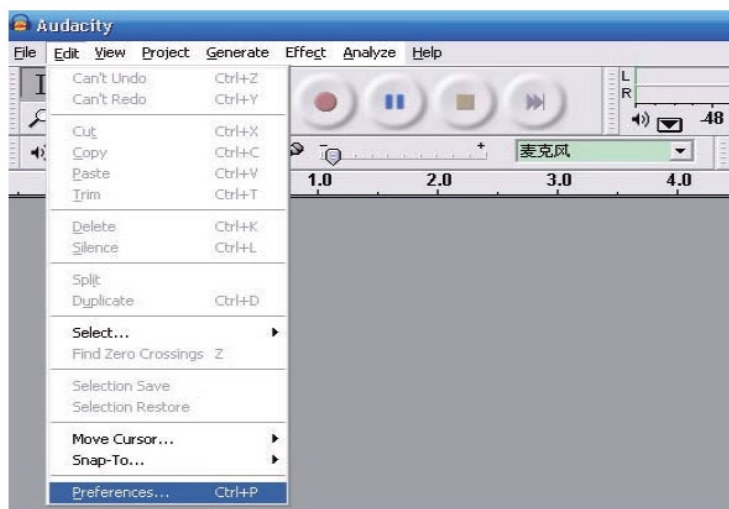 Audacity
File Edit View Project Generate Effect Analyze Help
Can't Undo Ctrl+Z
Can't Redo Ctrl+Y
Cut Ctrl+X
Copy Ctrl+C
Paste Ctrl+V
Trim Ctrl+T
Delete Ctrl+K
Silence Ctrl+L
Split
Duplicate Ctrl+D
Select...
Find Zero Crossings Z
Selection Save
Selection Restore
Move Cursor...
Snap-To...
Preferences... Ctrl+P
L
R
-48
- +
麦克风
1.0 2.0 3.0 4.0